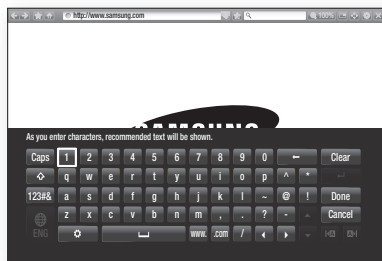 http://www.samsung.com 100%
SAMSUNG
As you enter characters, recommended text will be shown.
Caps 1 2 3 4 5 6 7 8 9 0 Clear
q w e r t y u i o p ^ *
123#& a s d f g h j k l ~ @ ! Done
z x c v b n m , . ? - Cancel
ENG www. .com /